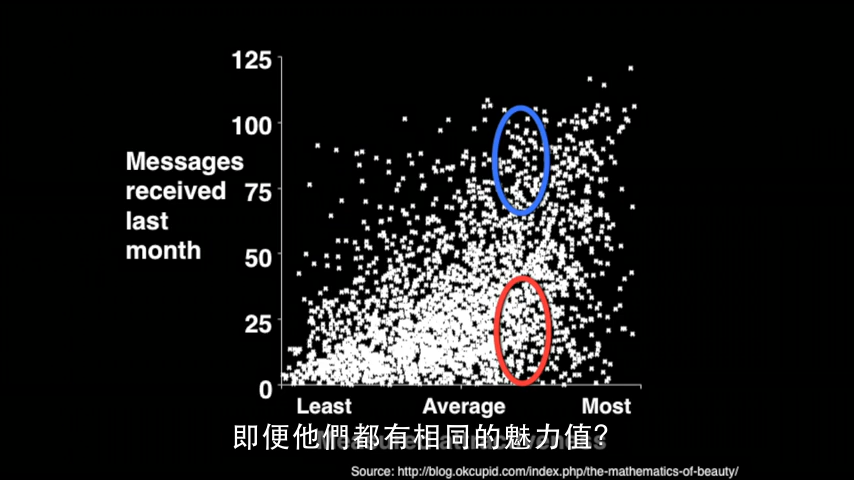 125
100
75
50
25
0
Messages
received
last
month
Least Average Most
即便他們都有相同的魅力值?
Source: http://blog.okcupid.com/index.php/the-mathematics-of-beauty/